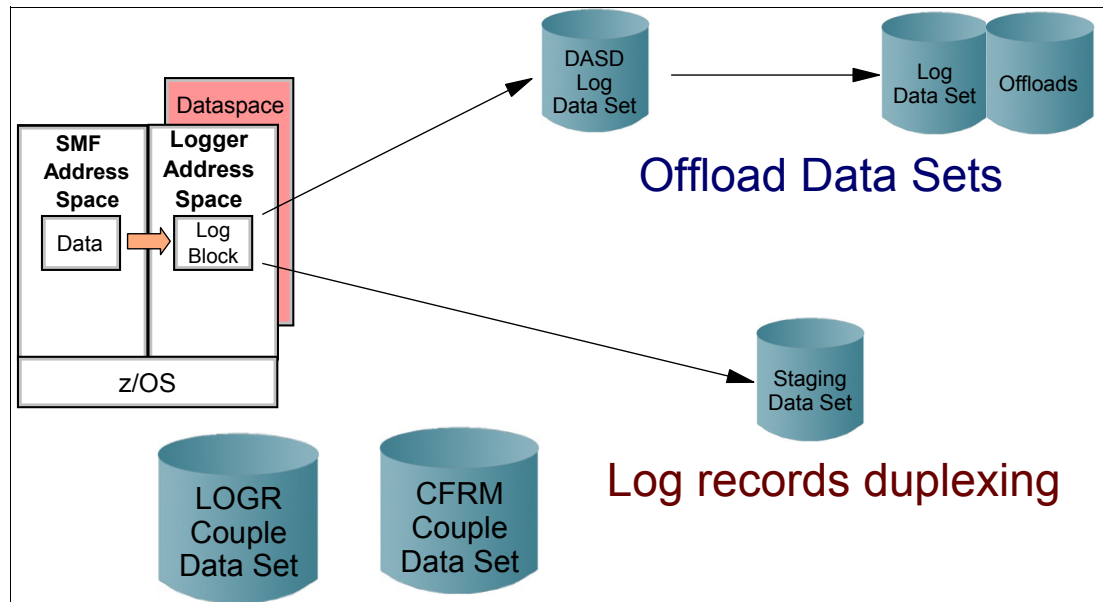 Dataspace
SMF
Address
Space
Data
Logger
Address
Space
Log
Block
z/OS
DASD
Log
Data Set
Log
Data Set
Offloads
Offload Data Sets
Staging
Data Set
Log records duplexing
LOGR
Couple
Data Set
CFRM
Couple
Data Set